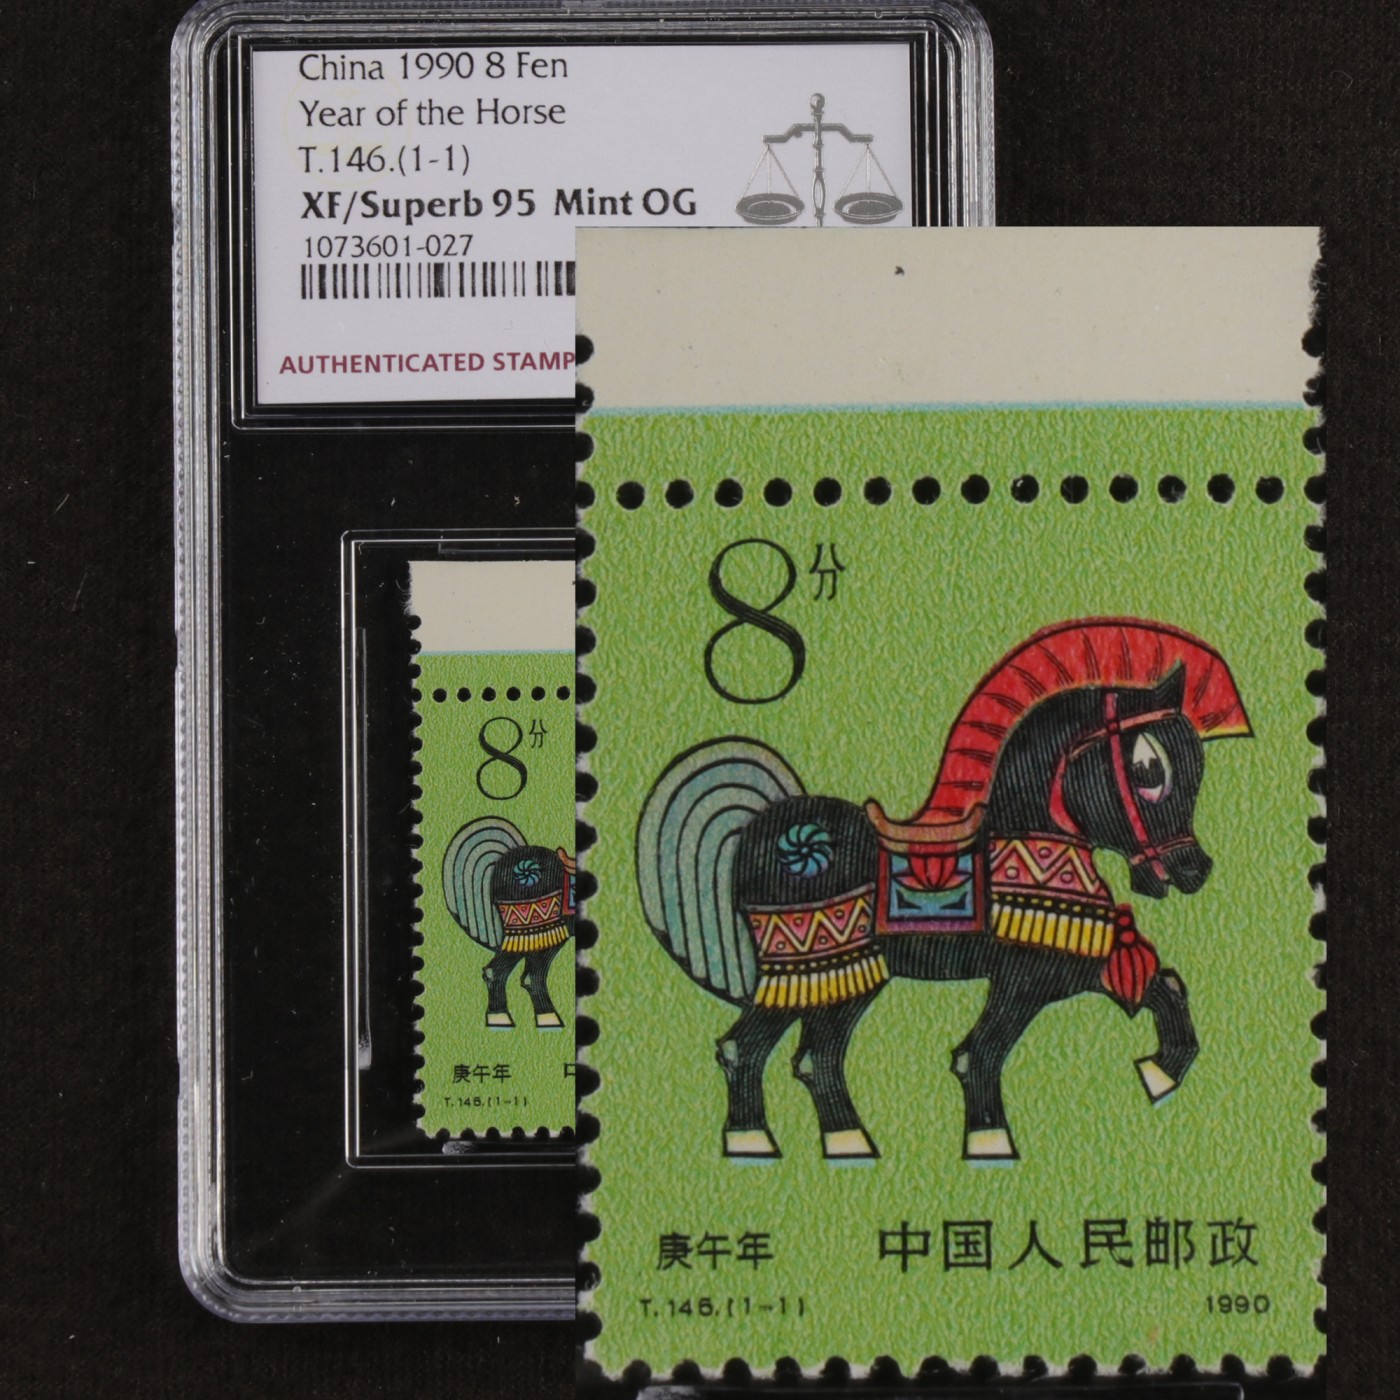 China 1990 8 Fen
Year of the Horse
T.146.(1-1)
XF/Superb 95 Mint OG
1073601-027
AUTHENTICATED STAMP
8分
庚午年
T.146.(1-1)
8分
庚午年 中国人民邮政
T.146.(1-1) 1990